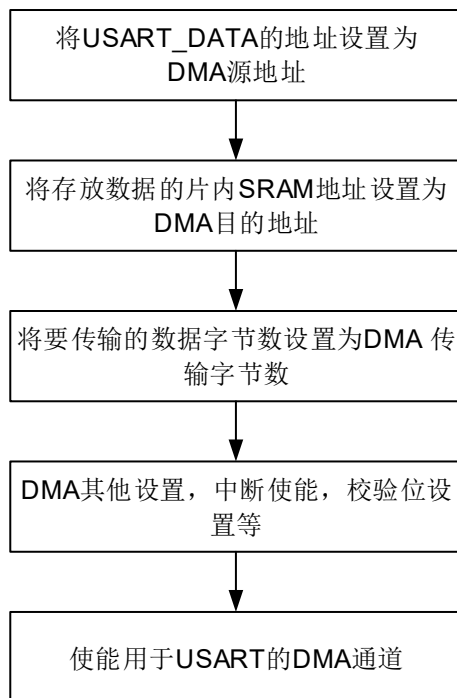 将USART_DATA的地址设置为
DMA源地址
将存放数据的片内SRAM地址设置为
DMA目的地址
将要传输的数据字节数设置为DMA 传
输字节数
DMA其他设置，中断使能，校验位设
置等
使能用于USART的DMA通道